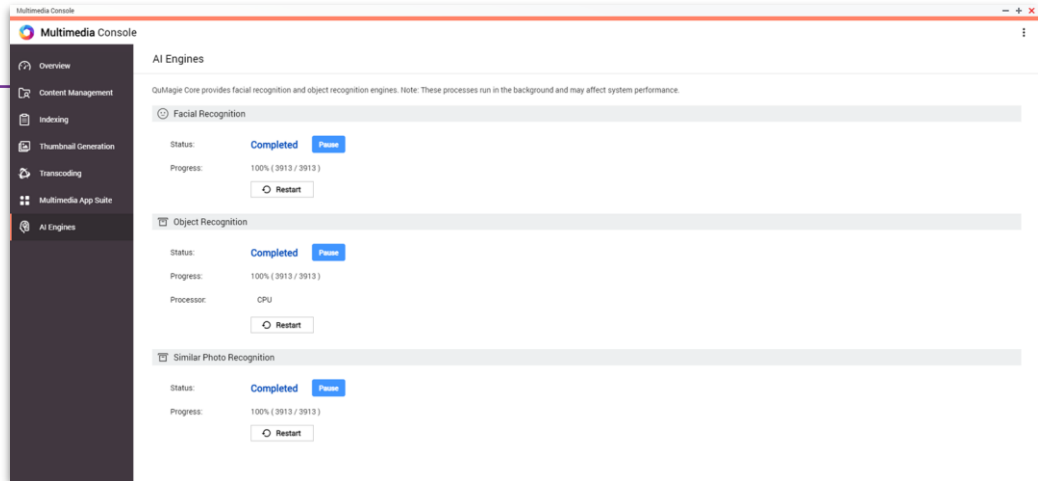 Multimedia Console
Multimedia Console
Overview
Content Management
Indexing
Thumbnail Generation
Transcoding
Multimedia App Suite
AI Engines
AI Engines
QuMagie Core provides facial recognition and object recognition engines. Note: These processes run in the background and may affect system performance.
Facial Recognition
Status: Completed Pause
Progress: 100% ( 3913 / 3913 )
Restart
Object Recognition
Status: Completed Pause
Progress: 100% ( 3913 / 3913 )
Processor: CPU
Restart
Similar Photo Recognition
Status: Completed Pause
Progress: 100% ( 3913 / 3913 )
Restart